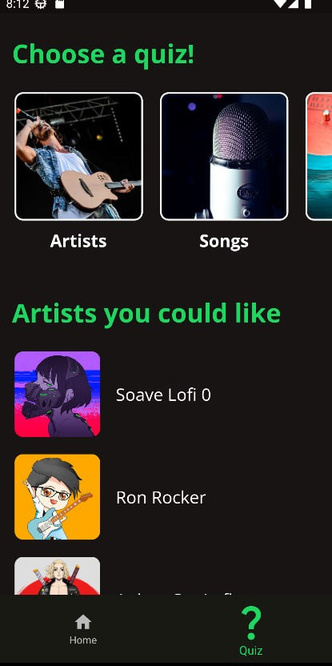 8:12
Choose a quiz!
Artists
Songs
Artists you could like
Soave Lofi 0
Ron Rocker
Home
Quiz